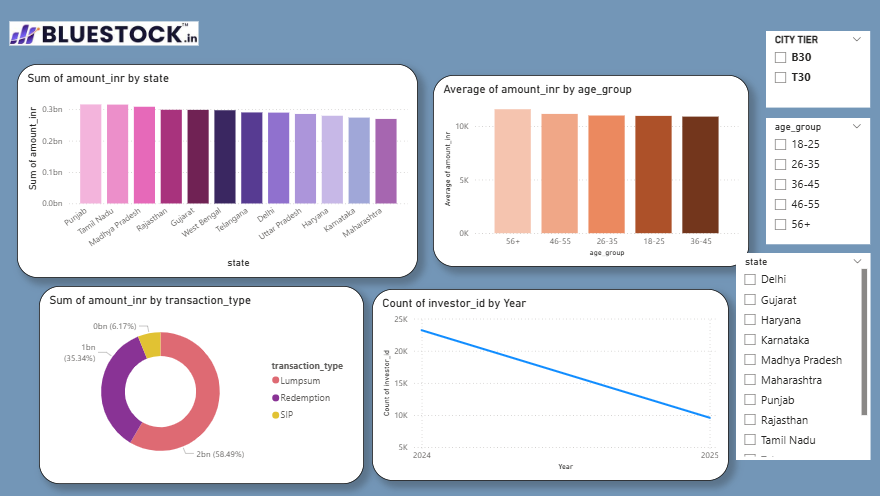 BLUESTOCK.in
TM
Sum of amount_inr by state
Sum of amount_inr
0.3bn
0.2bn
0.1bn
0.0bn
Punjab
Tamil Nadu
Madhya Pradesh
Rajasthan
Gujarat
West Bengal
Telangana
Delhi
Uttar Pradesh
Haryana
Karnataka
Maharashtra
state
Average of amount_inr by age_group
Average of amount_inr
10K
5K
0K
56+
46-55
26-35
18-25
36-45
age_group
CITY TIER
B30
T30
age_group
18-25
26-35
36-45
46-55
56+
state
Delhi
Gujarat
Haryana
Karnataka
Madhya Pradesh
Maharashtra
Punjab
Rajasthan
Tamil Nadu
Sum of amount_inr by transaction_type
0bn (6.17%)
1bn
(35.34%)
2bn (58.49%)
transaction_type
Lumpsum
Redemption
SIP
Count of investor_id by Year
Count of investor_id
25K
20K
15K
10K
5K
2024
2025
Year